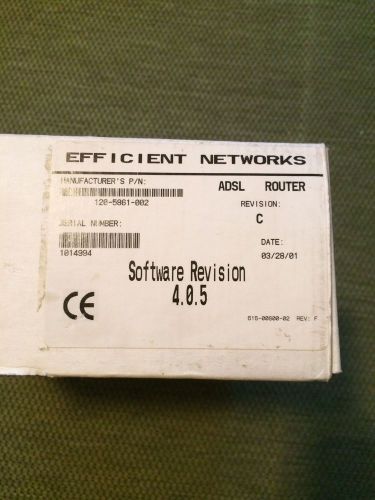 EFFICIENT NETWORKS
MANUFACTURER'S P/N:
120-5861-002
ADSL ROUTER
REVISION:
C
SERIAL NUMBER:
1014994
DATE:
03/28/01
Software Revision
4.0.5
CE
615-00600-02 REV: F